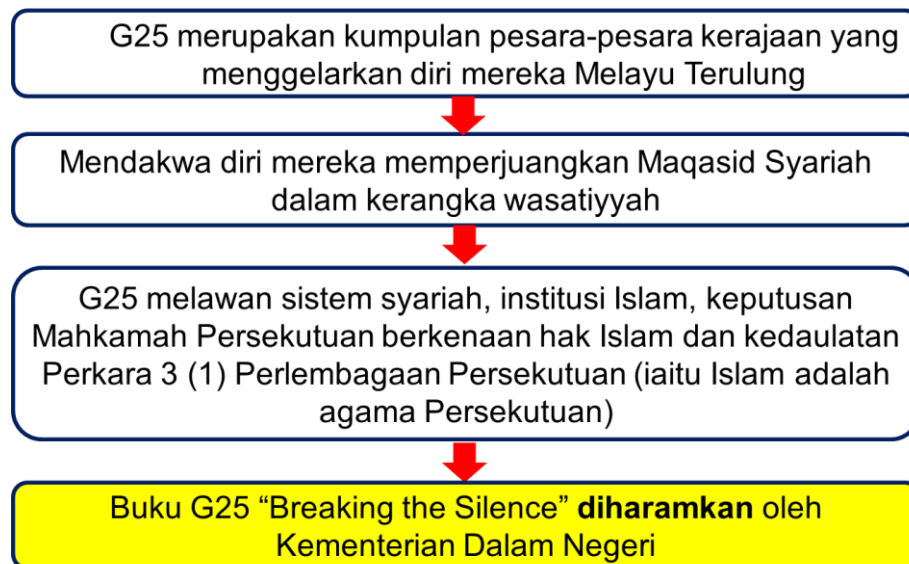 G25 merupakan kumpulan pesara-pesara kerajaan yang
menggelarkan diri mereka Melayu Terulung
Mendakwa diri mereka memperjuangkan Maqasid Syariah
dalam kerangka wasatiyyah
G25 melawan sistem syariah, institusi Islam, keputusan
Mahkamah Persekutuan berkenaan hak Islam dan kedaulatan
Perkara 3 (1) Perlembagaan Persekutuan (iaitu Islam adalah
agama Persekutuan)
Buku G25 “Breaking the Silence” diharamkan oleh
Kementerian Dalam Negeri